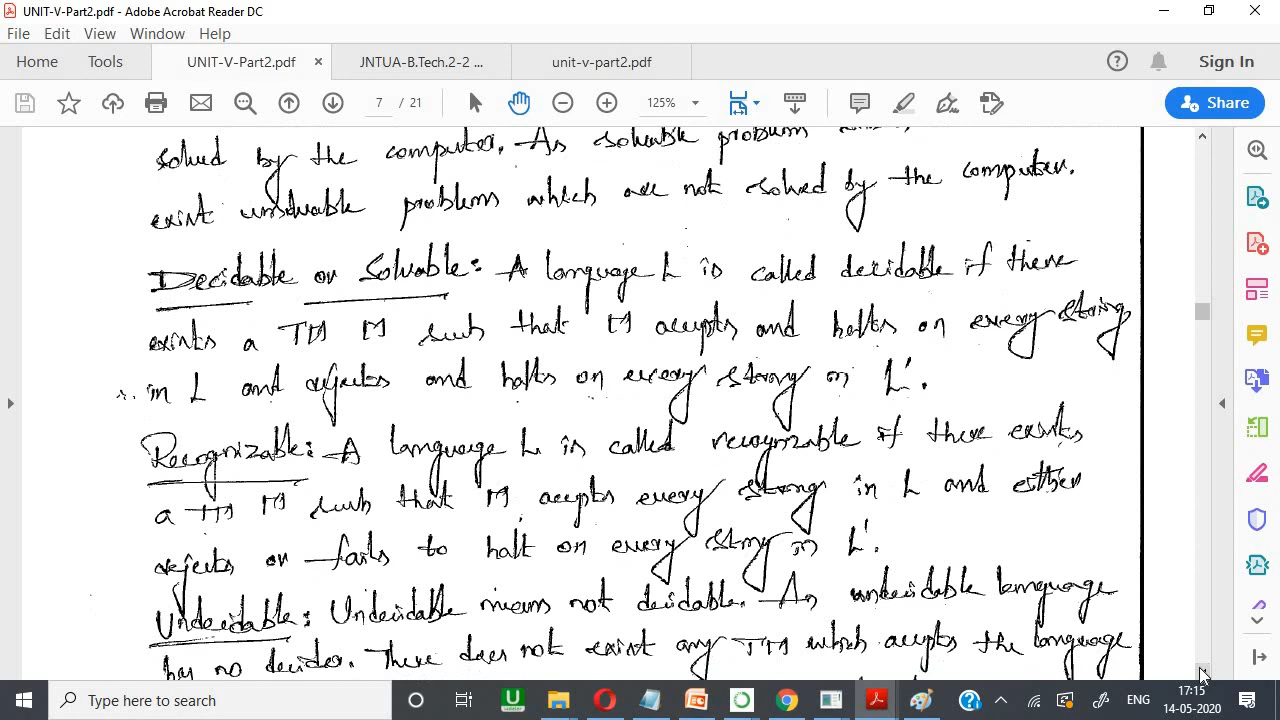 UNIT-V-Part2.pdf - Adobe Acrobat Reader DC
File Edit View Window Help
Home Tools UNIT-V-Part2.pdf × JNTUA-B.Tech.2-2 ... unit-v-part2.pdf Sign In
7 / 21 125% Share
solved by the computer. As solvable problem
exist unsolvable problems which are not solved by the computer.
Decidable or Solvable: A language L is called decidable if there
exists a TM M such that M accepts and halts on every string
in L and rejects and halts on every string in L'.
Recognizable: A language L is called recognizable if there exists
a TM M such that M accepts every string in L and either
rejects or fails to halt on every string in L'.
Undecidable: Undecidable means not decidable. An undecidable language
has no decider. There does not exist any TM which accepts the language
Type here to search
ENG 17:15
14-05-2020